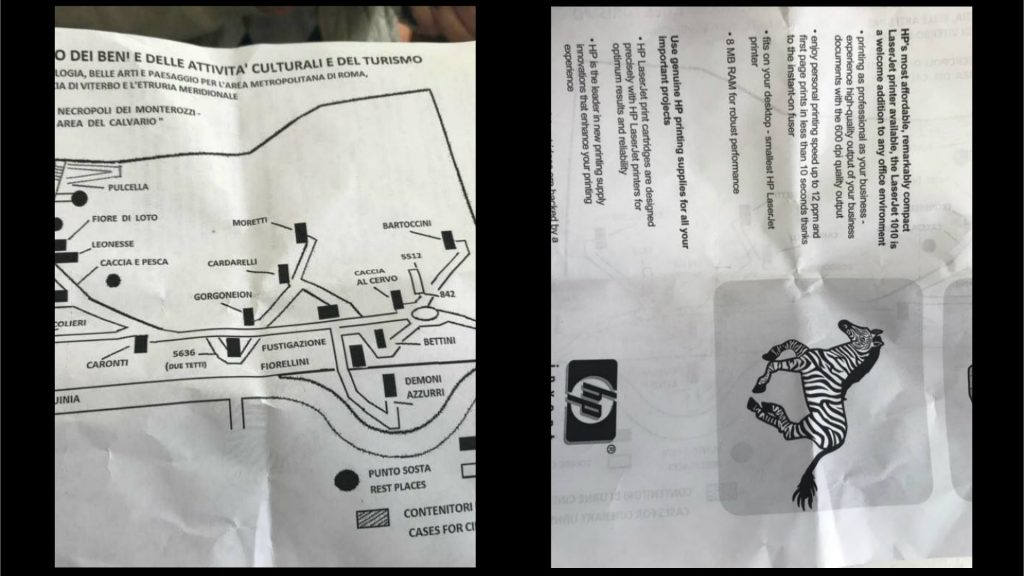 O DEI BENI E DELLE ATTIVITA' CULTURALI E DEL TURISMO
LOGIA, BELLE ARTI E PAESAGGIO PER L'AREA METROPOLITANA DI ROMA,
IA DI VITERBO E L'ETRURIA MERIDIONALE
NECROPOLI DEI MONTEROZZI -
AREA DEL CALVARIO "
PULCELLA
FIORE DI LOTO
LEONESSE
CACCIA E PESCA
MORETTI
BARTOCCINI
CARDARELLI
5512
CACCIA
AL CERVO
842
GORGONEION
COLIERI
CARONTI
5636
(DUE TETTI)
FUSTIGAZIONE
FIORELLINI
BETTINI
DEMONI
AZZURRI
UINIA
PUNTO SOSTA
REST PLACES
CONTENITORI
CASES FOR CI
HP's most affordable, remarkably compact
LaserJet printer available, the LaserJet 1010 is
a welcome addition to any office environment
• printing as professional as your business -
experience high-quality output of your business
documents with the 600 dpi quality output
• enjoy personal printing speed up to 12 ppm and
first page prints in less than 10 seconds thanks
to the instant-on fuser
• fits on your desktop - smallest HP LaserJet
printer
• 8 MB RAM for robust performance
Use genuine HP printing supplies for all your
important projects
• HP LaserJet print cartridges are designed
precisely with HP LaserJet printers for
optimum results and reliability
• HP is the leader in new printing supply
innovations that enhance your printing
experience
backed by a
hp
invent